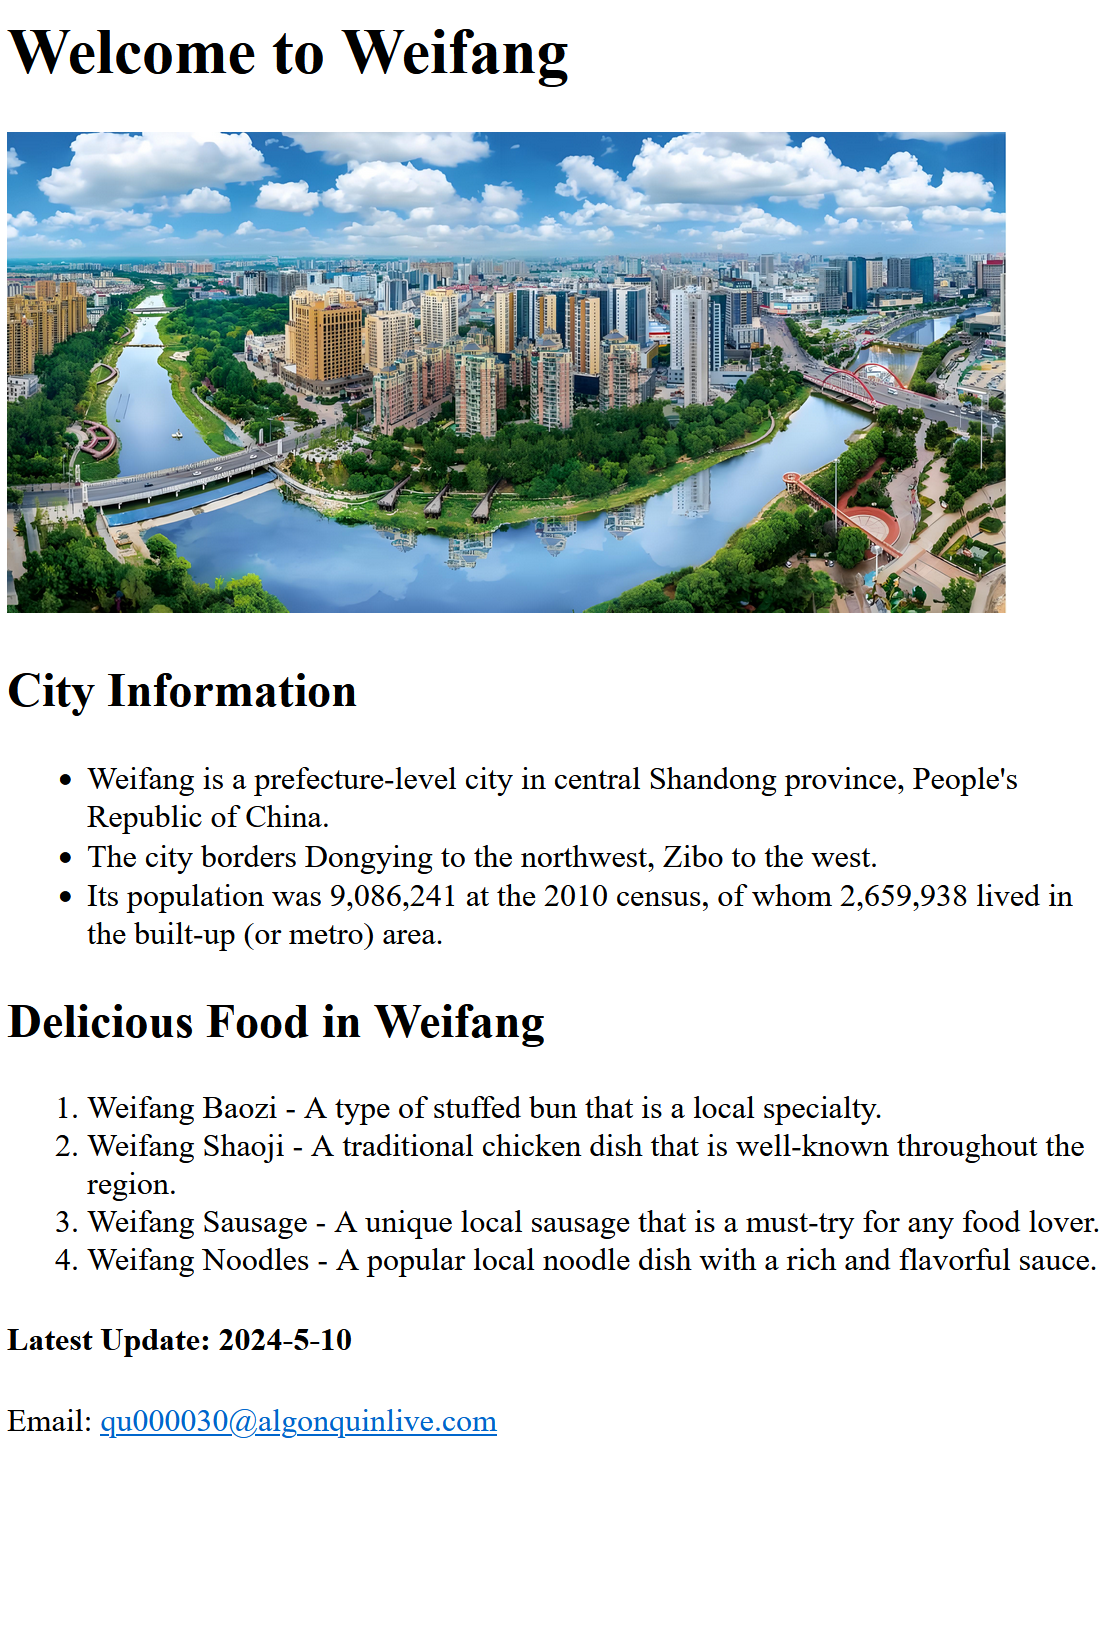 Welcome to Weifang
City Information
• Weifang is a prefecture-level city in central Shandong province, People's
Republic of China.
• The city borders Dongying to the northwest, Zibo to the west.
• Its population was 9,086,241 at the 2010 census, of whom 2,659,938 lived in
the built-up (or metro) area.
Delicious Food in Weifang
1. Weifang Baozi - A type of stuffed bun that is a local specialty.
2. Weifang Shaoji - A traditional chicken dish that is well-known throughout the
region.
3. Weifang Sausage - A unique local sausage that is a must-try for any food lover.
4. Weifang Noodles - A popular local noodle dish with a rich and flavorful sauce.
Latest Update: 2024-5-10
Email: qu000030@algonquinlive.com